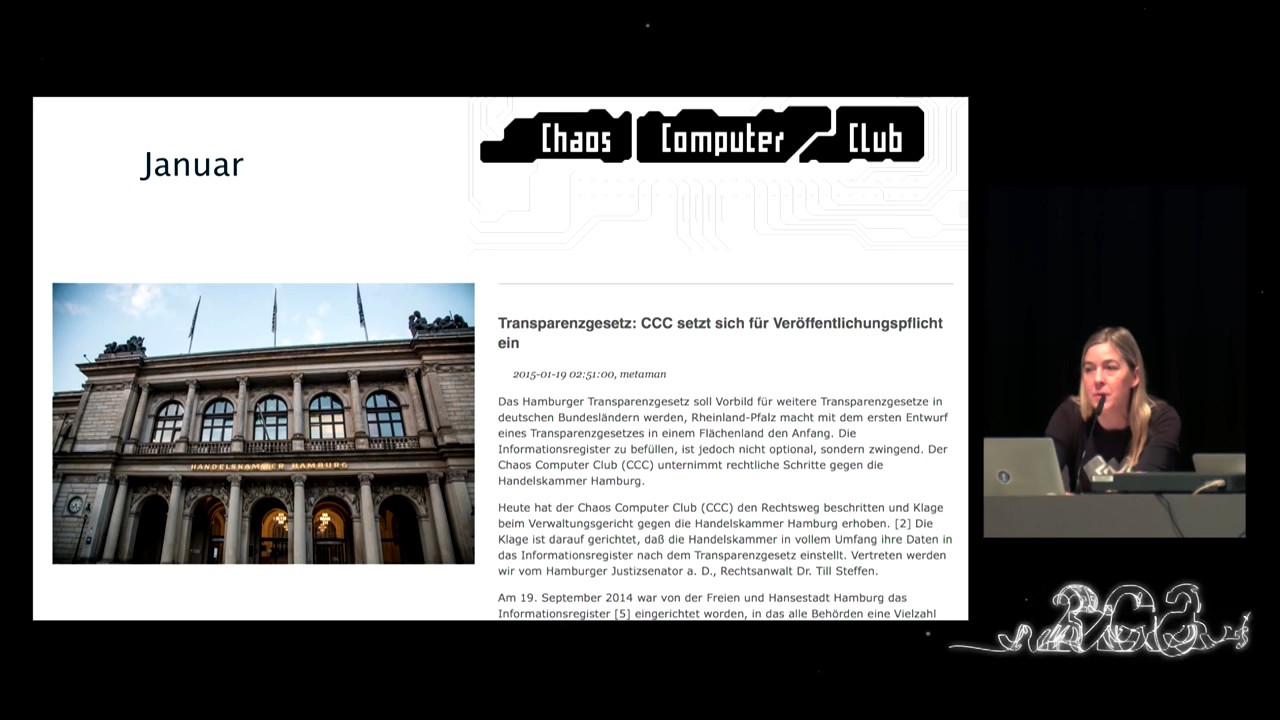 Januar
Chaos Computer Club
HANDELSKAMMER HAMBURG
Transparenzgesetz: CCC setzt sich für Veröffentlichungspflicht
ein
2015-01-19 02:51:00, metaman
Das Hamburger Transparenzgesetz soll Vorbild für weitere Transparenzgesetze in
deutschen Bundesländern werden, Rheinland-Pfalz macht mit dem ersten Entwurf
eines Transparenzgesetzes in einem Flächenland den Anfang. Die
Informationsregister zu befüllen, ist jedoch nicht optional, sondern zwingend. Der
Chaos Computer Club (CCC) unternimmt rechtliche Schritte gegen die
Handelskammer Hamburg.
Heute hat der Chaos Computer Club (CCC) den Rechtsweg beschritten und Klage
beim Verwaltungsgericht gegen die Handelskammer Hamburg erhoben. [2] Die
Klage ist darauf gerichtet, daß die Handelskammer in vollem Umfang ihre Daten in
das Informationsregister nach dem Transparenzgesetz einstellt. Vertreten werden
wir vom Hamburger Justizsenator a. D., Rechtsanwalt Dr. Till Steffen.
Am 19. September 2014 war von der Freien und Hansestadt Hamburg das
Informationsregister [5] eingerichtet worden, in das alle Behörden eine Vielzahl